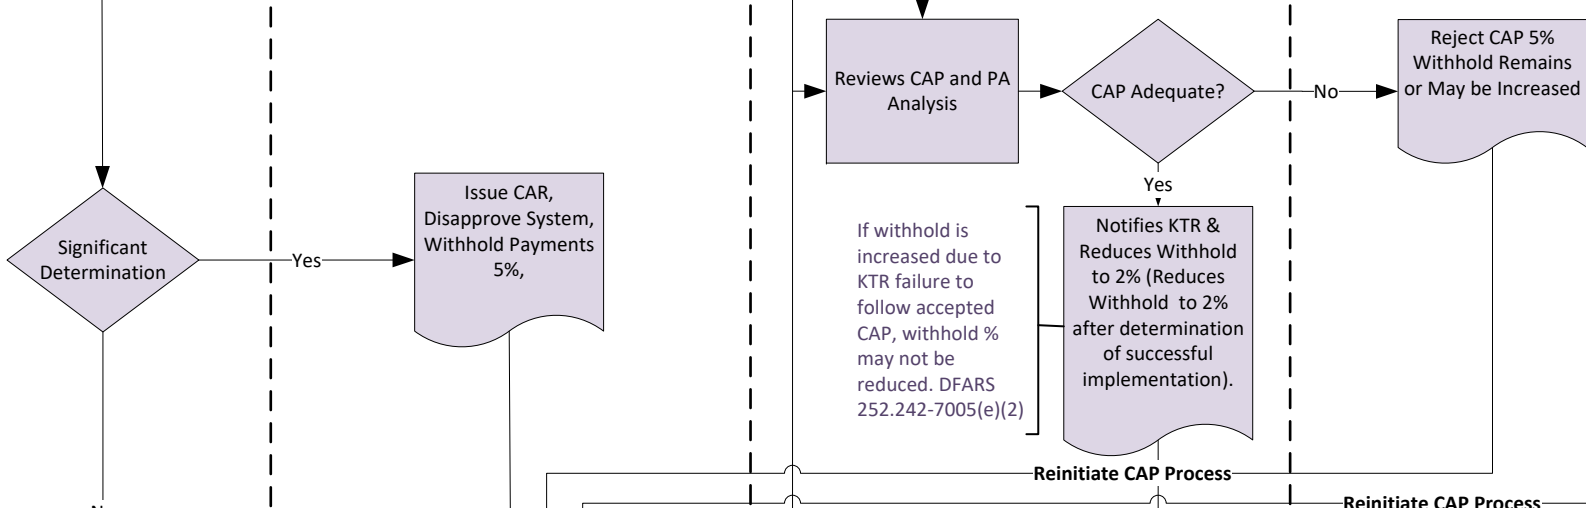 Reviews CAP and PA
Analysis
CAP Adequate?
No
Reject CAP 5%
Withhold Remains
or May be Increased
Yes
Significant
Determination
Yes
Issue CAR,
Disapprove System,
Withhold Payments
5%,
If withhold is
increased due to
KTR failure to
follow accepted
CAP, withhold %
may not be
reduced. DFARS
252.242-7005(e)(2)
Notifies KTR &
Reduces Withhold
to 2% (Reduces
Withhold to 2%
after determination
of successful
implementation).
Reinitiate CAP Process
Reinitiate CAP Process